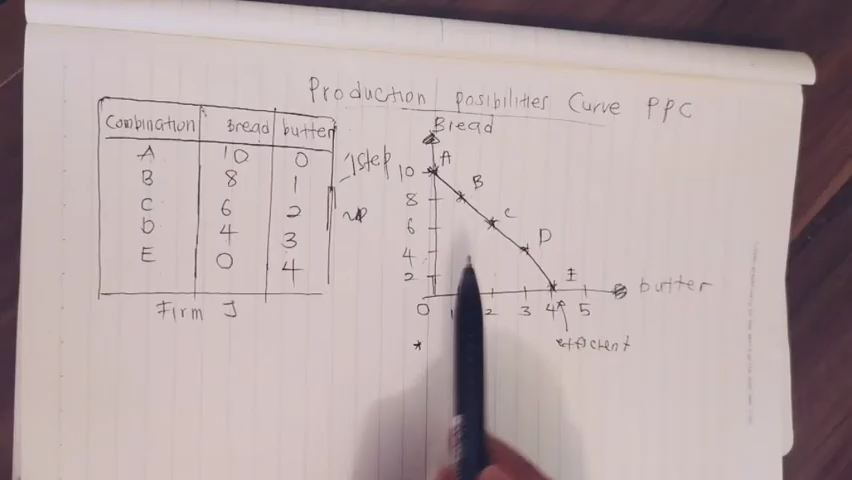 Production posibilities Curve PPC
Combination Bread butter
A 10 0
B 8 1
C 6 2
D 4 3
E 0 4
Firm J
1step
Bread
10
8
6
4
2
0 2 3 4 5
A
B
C
D
E
butter
efficient
*